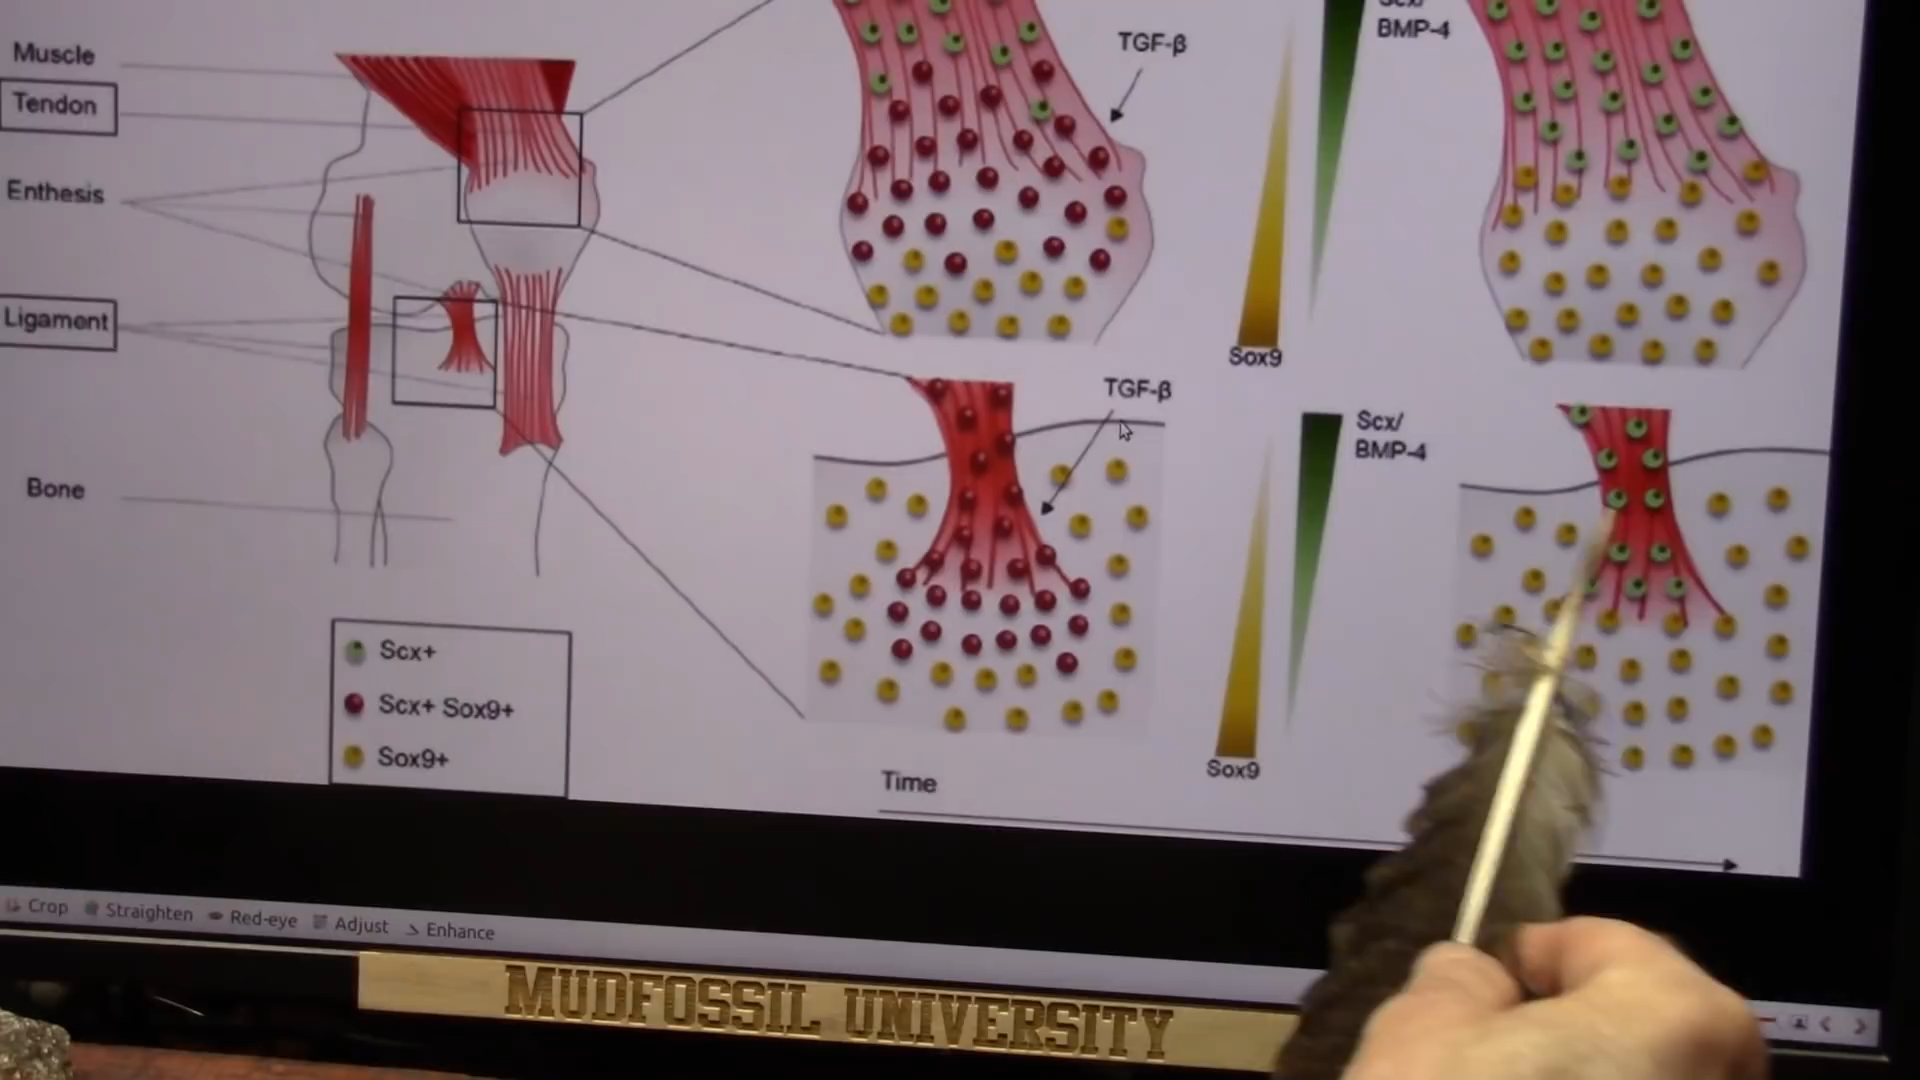 Muscle
Tendon
Enthesis
Ligament
Bone
Scx+
Scx+ Sox9+
Sox9+
TGF-β
Sox9
Scx/
BMP-4
TGF-β
Scx/
BMP-4
Sox9
Time
Crop Straighten Red-eye Adjust Enhance
MUDFOSSIL UNIVERSITY